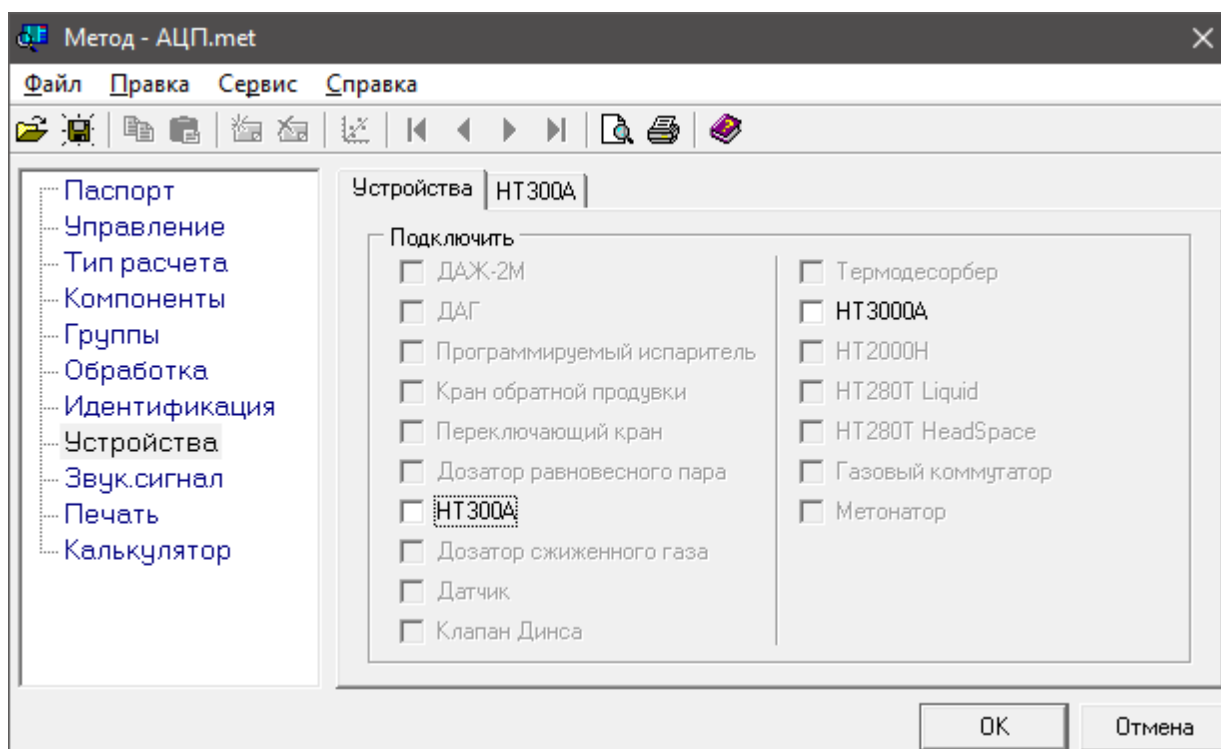 Метод - АЦП.met
Файл Правка Сервис Справка
Паспорт
Управление
Тип расчета
Компоненты
Группы
Обработка
Идентификация
Устройства
Звук.сигнал
Печать
Калькулятор
Устройства HT300A
Подключить
ДАЖ-2М
ДАГ
Программируемый испаритель
Кран обратной продувки
Переключающий кран
Дозатор равновесного пара
HT300A
Дозатор сжиженного газа
Датчик
Клапан Динса
Термодесорбер
HT3000A
HT2000H
HT280T Liquid
HT280T HeadSpace
Газовый коммутатор
Метонатор
OK Отмена